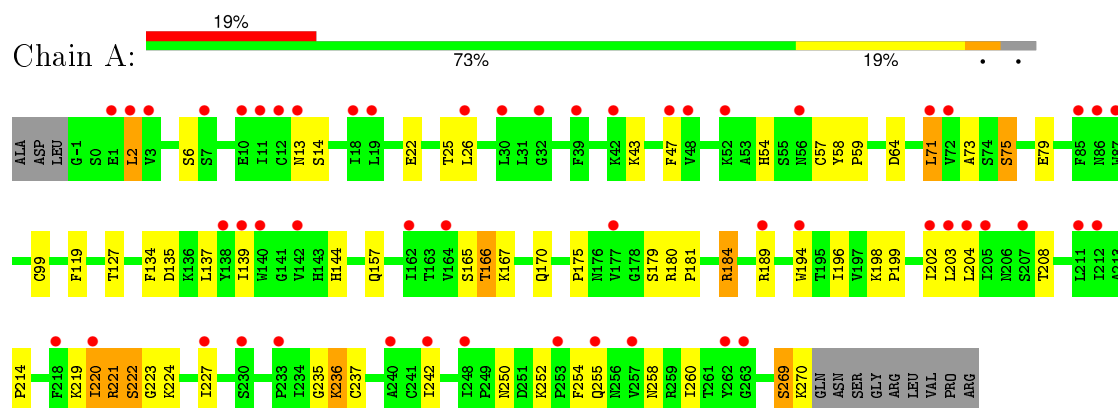 19%
Chain A:
73% 19% • •
ALA ASP LEU G-1 S0 E1 L2 V3 S6 S7 E10 I11 C12 N13 S14 I18 L19 E22 T25 L26 L30 L31 G32 F39 K42 K43 F47 V48 K52 A53 H54 S55 N56 C57 Y58 P59 D64 L71 V72 A73 S74 S75 E79 F85 N86 W87
C99 F119 T127 F134 D135 K136 L137 Y138 I139 W140 G141 V142 H143 H144 Q157 I162 T163 V164 S165 T166 K167 Q170 P175 N176 V177 G178 S179 R180 P181 R184 R189 W194 T195 I196 V197 K198 P199 I202 L203 L204 I205 N206 S207 T208 L211 I212 A213
P214 F218 K219 I220 R221 S222 G223 K224 I227 S230 P233 I234 G235 K236 C237 A240 C241 I242 I248 P249 N250 D251 K252 P253 F254 Q255 N256 V257 N258 R259 I260 T261 Y262 G263 S269 K270 GLN ASN SER GLY ARG LEU VAL PRO ARG